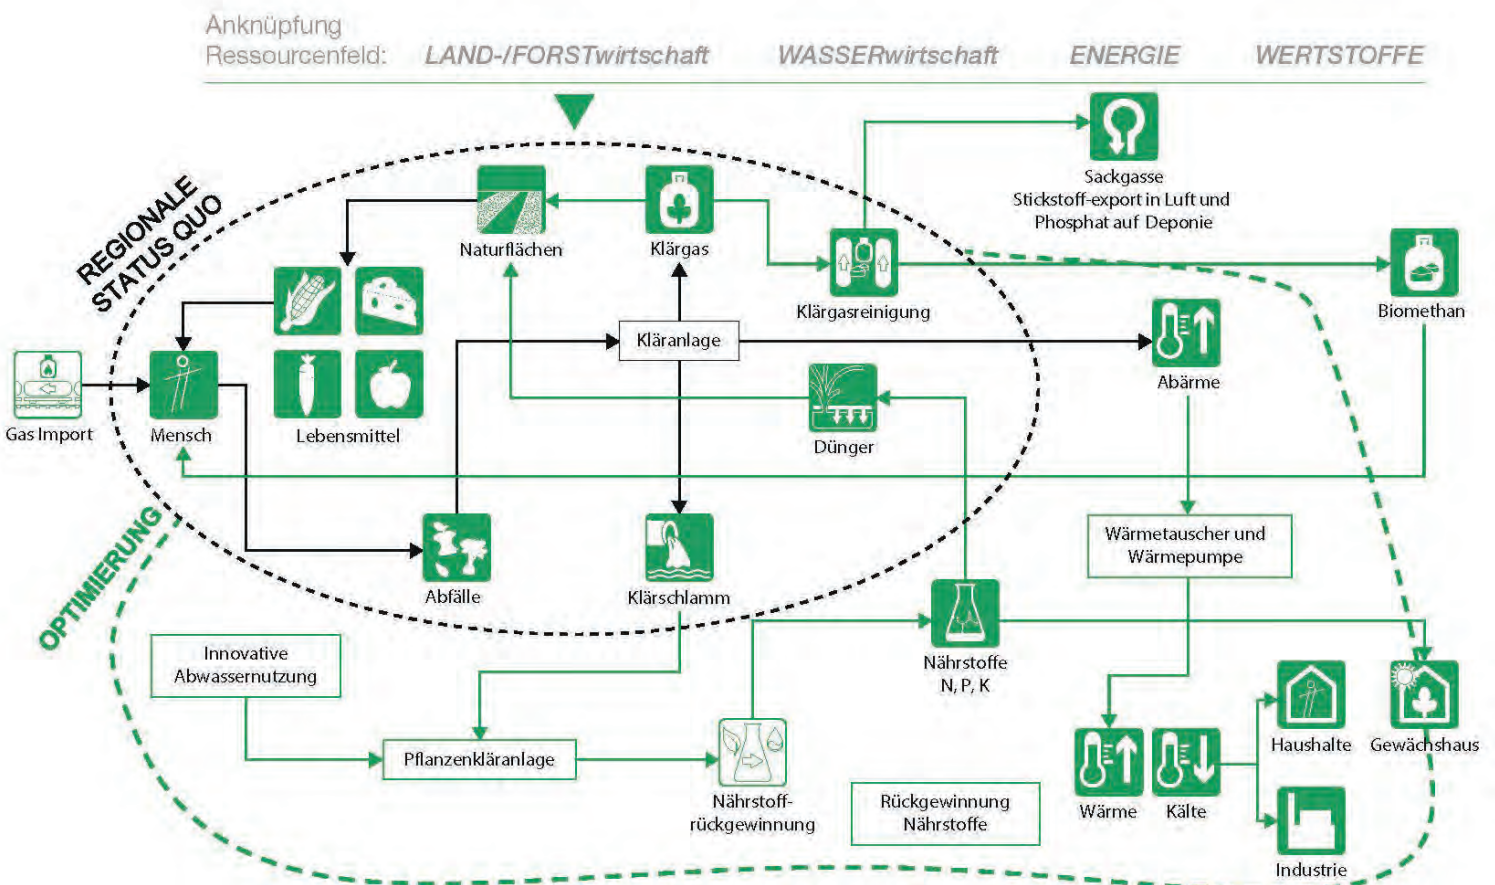 Anknüpfung
Ressourcenfeld: LAND-/FORSTwirtschaft WASSERwirtschaft ENERGIE WERTSTOFFE
REGIONALE
STATUS QUO
Sackgasse
Stickstoff-export in Luft und
Phosphat auf Deponie
Naturflächen
Klärgas
Klärgasreinigung
Biomethan
Kläranlage
Abärme
Gas Import
Mensch
Lebensmittel
Dünger
OPTIMIERUNG
Abfälle
Klärschlamm
Wärmetauscher und
Wärmepumpe
Innovative
Abwassernutzung
Nährstoffe
N, P, K
Pflanzenkläranlage
Nährstoff-
rückgewinnung
Rückgewinnung
Nährstoffe
Wärme
Kälte
Haushalte
Gewächshaus
Industrie